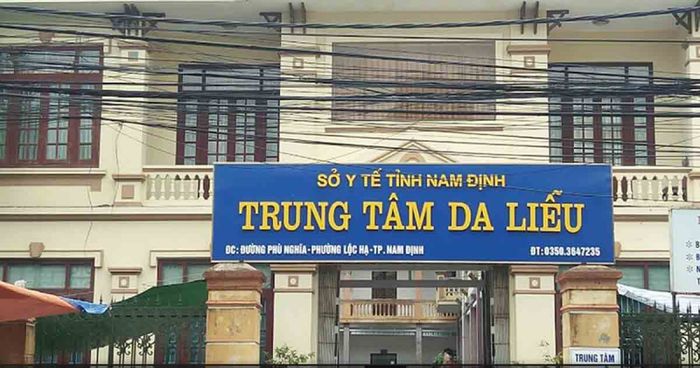 SỞ Y TẾ TỈNH NAM ĐỊNH
TRUNG TÂM DA LIỄU
ĐC: ĐƯỜNG PHÙ NGHĨA-PHƯỜNG LỘC HẠ-TP. NAM ĐỊNH
ĐT: 0350.3647235
TRUNG TÂM